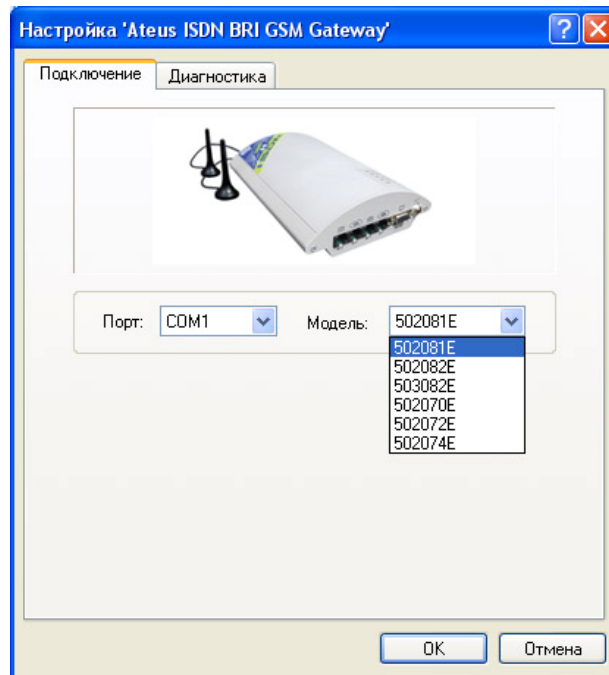 Настройка 'Ateus ISDN BRI GSM Gateway'
Подключение Диагностика
Порт: COM1 Модель: 502081E
502081E
502082E
503082E
502070E
502072E
502074E
OK Отмена